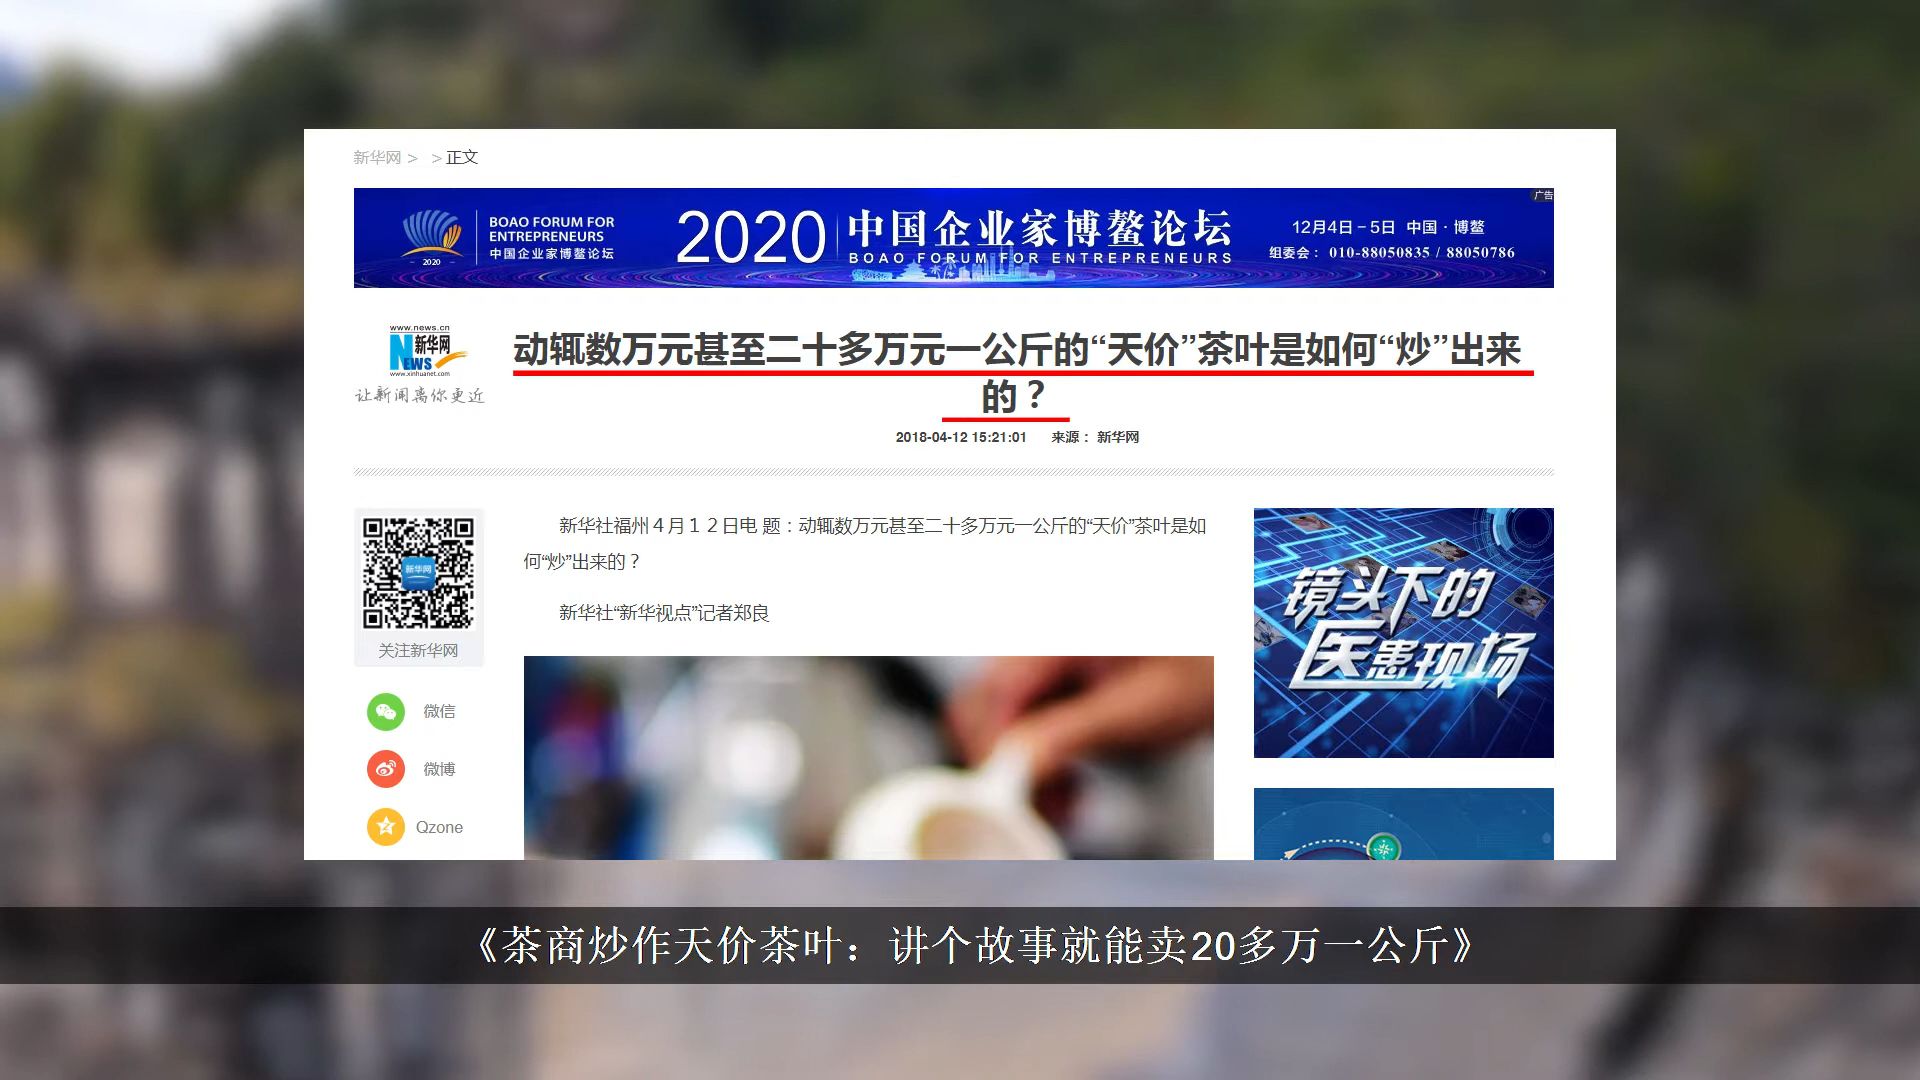 新华网 > > 正文
广告
BOAO FORUM FOR
ENTREPRENEURS
中国企业家博鳌论坛
2020
2020
中国企业家博鳌论坛
BOAO FORUM FOR ENTREPRENEURS
12月4日-5日 中国·博鳌
组委会： 010-88050835 / 88050786
www.news.cn
新华网
NEWS
www.xinhuanet.com
让新闻离你更近
动辄数万元甚至二十多万元一公斤的“天价”茶叶是如何“炒”出来
的？
2018-04-12 15:21:01 来源： 新华网
新华网
关注新华网
微信
微博
Qzone
新华社福州４月１２日电 题：动辄数万元甚至二十多万元一公斤的“天价”茶叶是如
何“炒”出来的？
新华社“新华视点”记者郑良
镜头下的
医患现场
《茶商炒作天价茶叶：讲个故事就能卖20多万一公斤》